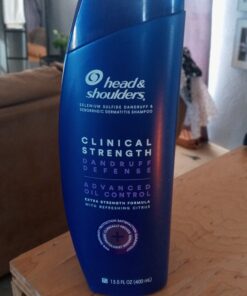 head &
shoulders
SELENIUM SULFIDE DANDRUFF &
SEBORRHEIC DERMATITIS SHAMPOO
CLINICAL
STRENGTH
DANDRUFF
DEFENSE
ADVANCED
OIL CONTROL
EXTRA STRENGTH FORMULA
WITH REFRESHING CITRUS
13.5 fl oz (400 mL)